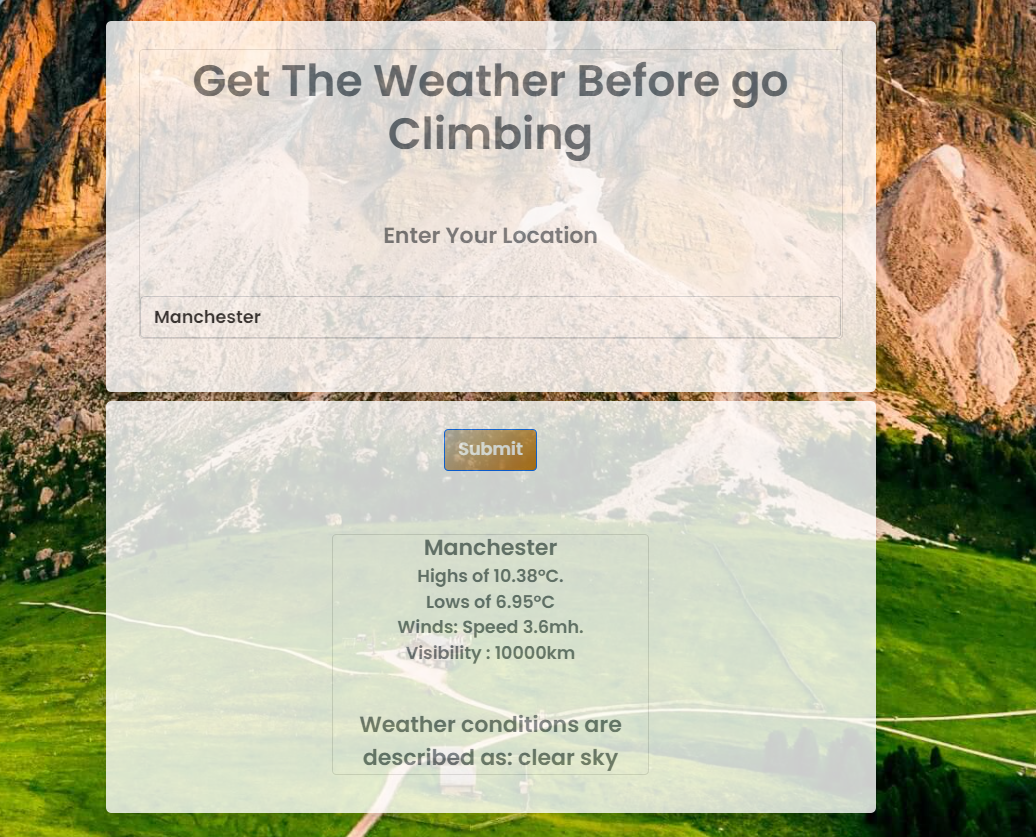 Get The Weather Before go
Climbing
Enter Your Location
Manchester
Submit
Manchester
Highs of 10.38°C.
Lows of 6.95°C
Winds: Speed 3.6mh.
Visibility : 10000km
Weather conditions are
described as: clear sky